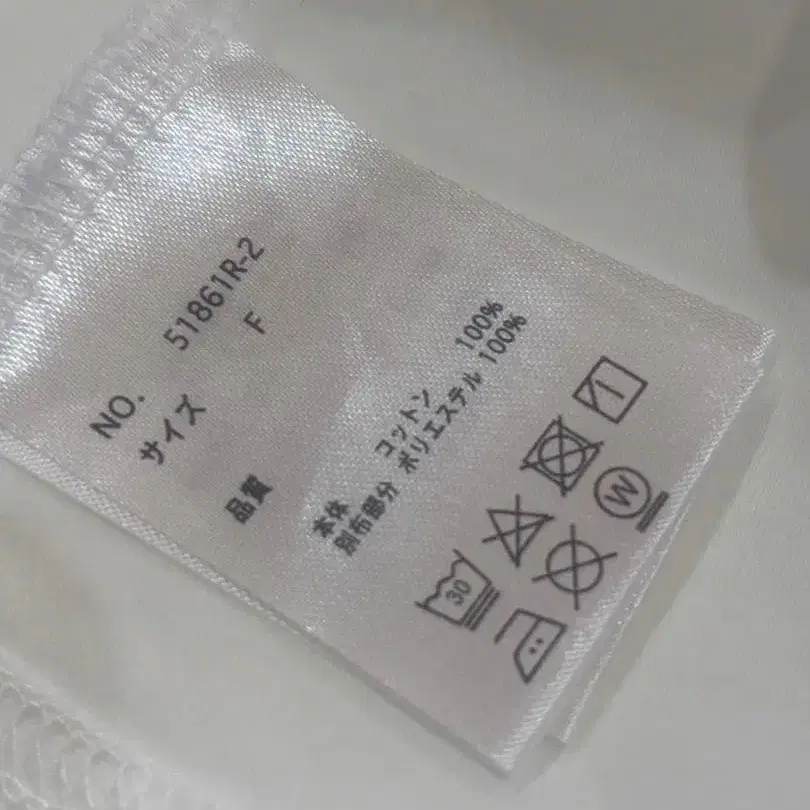 NO. 51861R-2
サイズ F
品質
本体 コットン 100%
別布部分 ポリエステル 100%
30
W